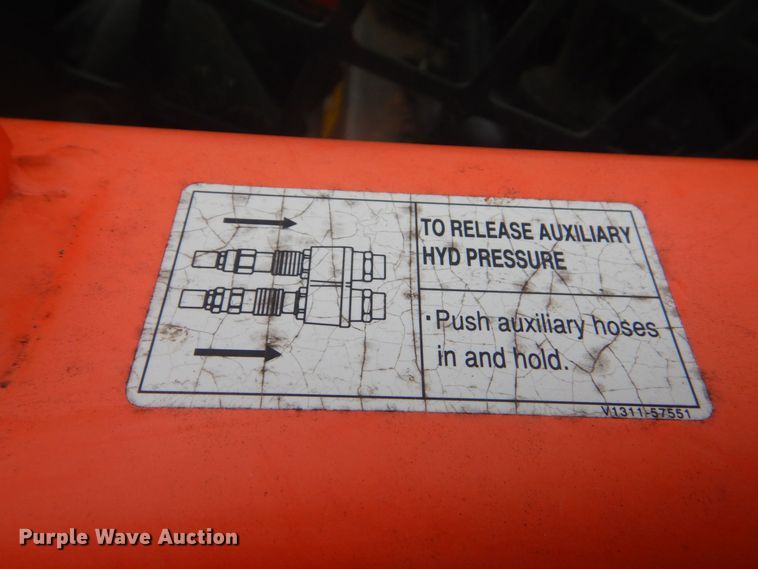 TO RELEASE AUXILIARY
HYD PRESSURE
·Push auxiliary hoses
in and hold.
V1311-57551
Purple Wave Auction